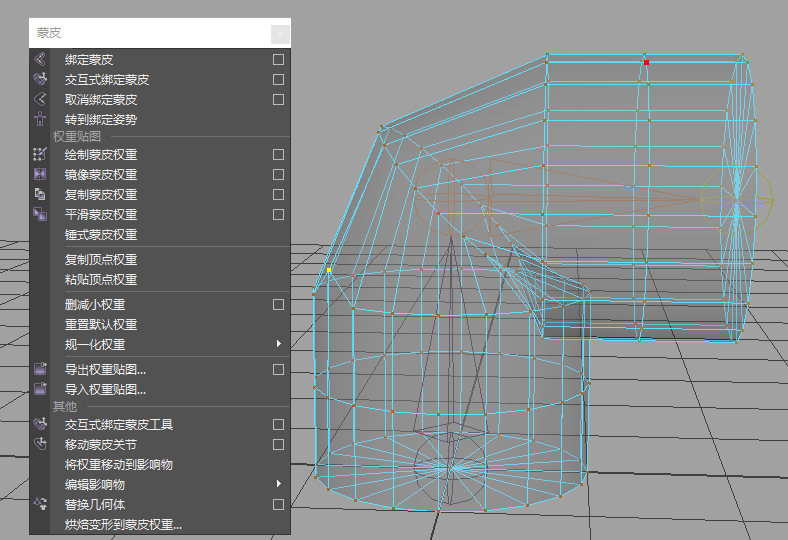 蒙皮
绑定蒙皮
交互式绑定蒙皮
取消绑定蒙皮
转到绑定姿势
权重贴图
绘制蒙皮权重
镜像蒙皮权重
复制蒙皮权重
平滑蒙皮权重
锤式蒙皮权重
复制顶点权重
粘贴顶点权重
删减小权重
重置默认权重
规一化权重
导出权重贴图...
导入权重贴图...
其他
交互式绑定蒙皮工具
移动蒙皮关节
将权重移动到影响物
编辑影响物
替换几何体
烘焙变形到蒙皮权重...